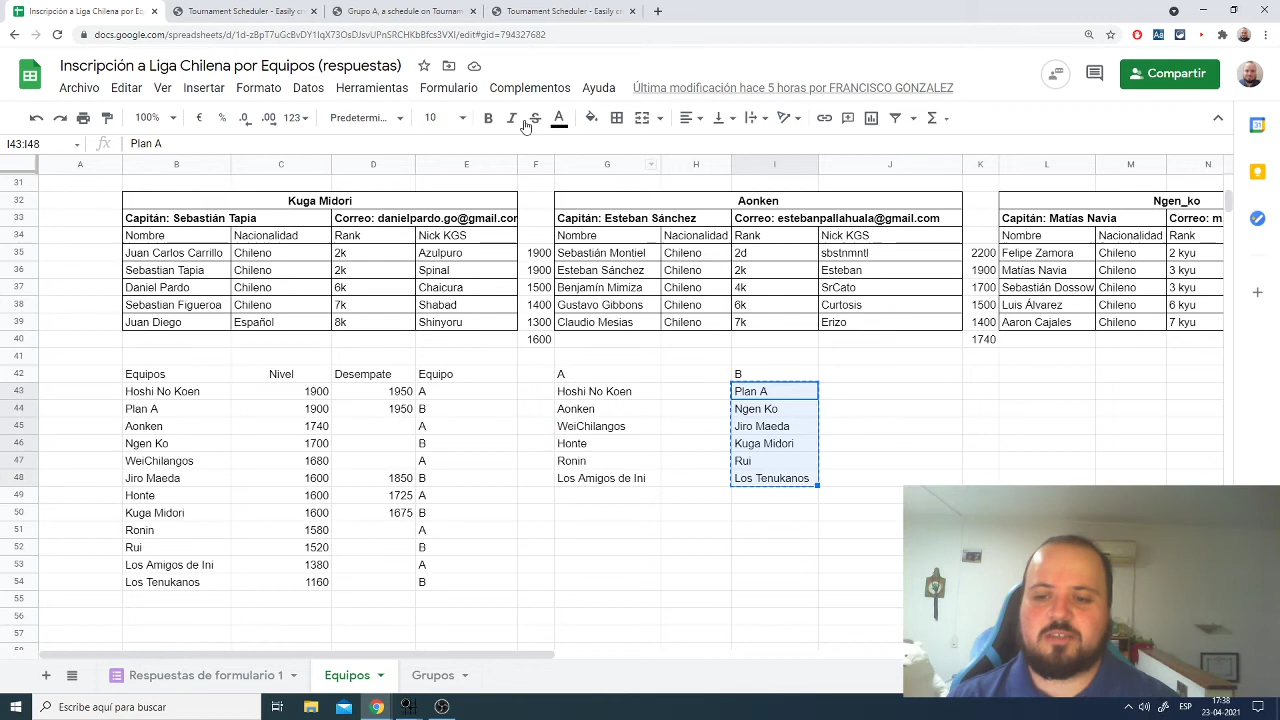 Inscripción a Liga Chilena por Eq
Tournament Scheduler - Easily c
Grupo A, a schedule on Tournam
Tournament Scheduler - Easily c
Inscripción a Liga Chilena por Equipos (respuestas)
Archivo Editar Ver Insertar Formato Datos Herramientas Formulario Complementos Ayuda Última modificación hace 5 horas por FRANCISCO GONZALEZ
Compartir
100% € % .0 .00 123 Predetermi... 10
I43:I48 fx Plan A
A B C D E F G H I J K L M N
31
32 Kuga Midori Aonken Ngen_ko
33 Capitán: Sebastián Tapia Correo: danielpardo.go@gmail.cor Capitán: Esteban Sánchez Correo: estebanpallahuala@gmail.com Capitán: Matías Navia Correo: m
34 Nombre Nacionalidad Rank Nick KGS Nombre Nacionalidad Rank Nick KGS Nombre Nacionalidad Rank
35 Juan Carlos Carrillo Chileno 2k Azulpuro 1900 Sebastián Montiel Chileno 2d sbstnmntl 2200 Felipe Zamora Chileno 2 kyu
36 Sebastian Tapia Chileno 2k Spinal 1900 Esteban Sánchez Chileno 2k Esteban 1900 Matías Navia Chileno 3 kyu
37 Daniel Pardo Chileno 6k Chaicura 1500 Benjamín Mimiza Chileno 4k SrCato 1700 Sebastián Dossow Chileno 3 kyu
38 Sebastian Figueroa Chileno 7k Shabad 1400 Gustavo Gibbons Chileno 6k Curtosis 1500 Luis Álvarez Chileno 6 kyu
39 Juan Diego Español 8k Shinyoru 1300 Claudio Mesias Chileno 7k Erizo 1400 Aaron Cajales Chileno 7 kyu
40 1600 1740
41
42 Equipos Nivel Desempate Equipo A B
43 Hoshi No Koen 1900 1950 A Hoshi No Koen Plan A
44 Plan A 1900 1950 B Aonken Ngen Ko
45 Aonken 1740 A WeiChilangos Jiro Maeda
46 Ngen Ko 1700 B Honte Kuga Midori
47 WeiChilangos 1680 A Ronin Rui
48 Jiro Maeda 1600 1850 B Los Amigos de Ini Los Tenukanos
49 Honte 1600 1725 A
50 Kuga Midori 1600 1675 B
51 Ronin 1580 A
52 Rui 1520 B
53 Los Amigos de Ini 1380 A
54 Los Tenukanos 1160 B
55
56
57
Respuestas de formulario 1 Equipos Grupos
Escribe aquí para buscar
ESP
17:38
23-04-2021